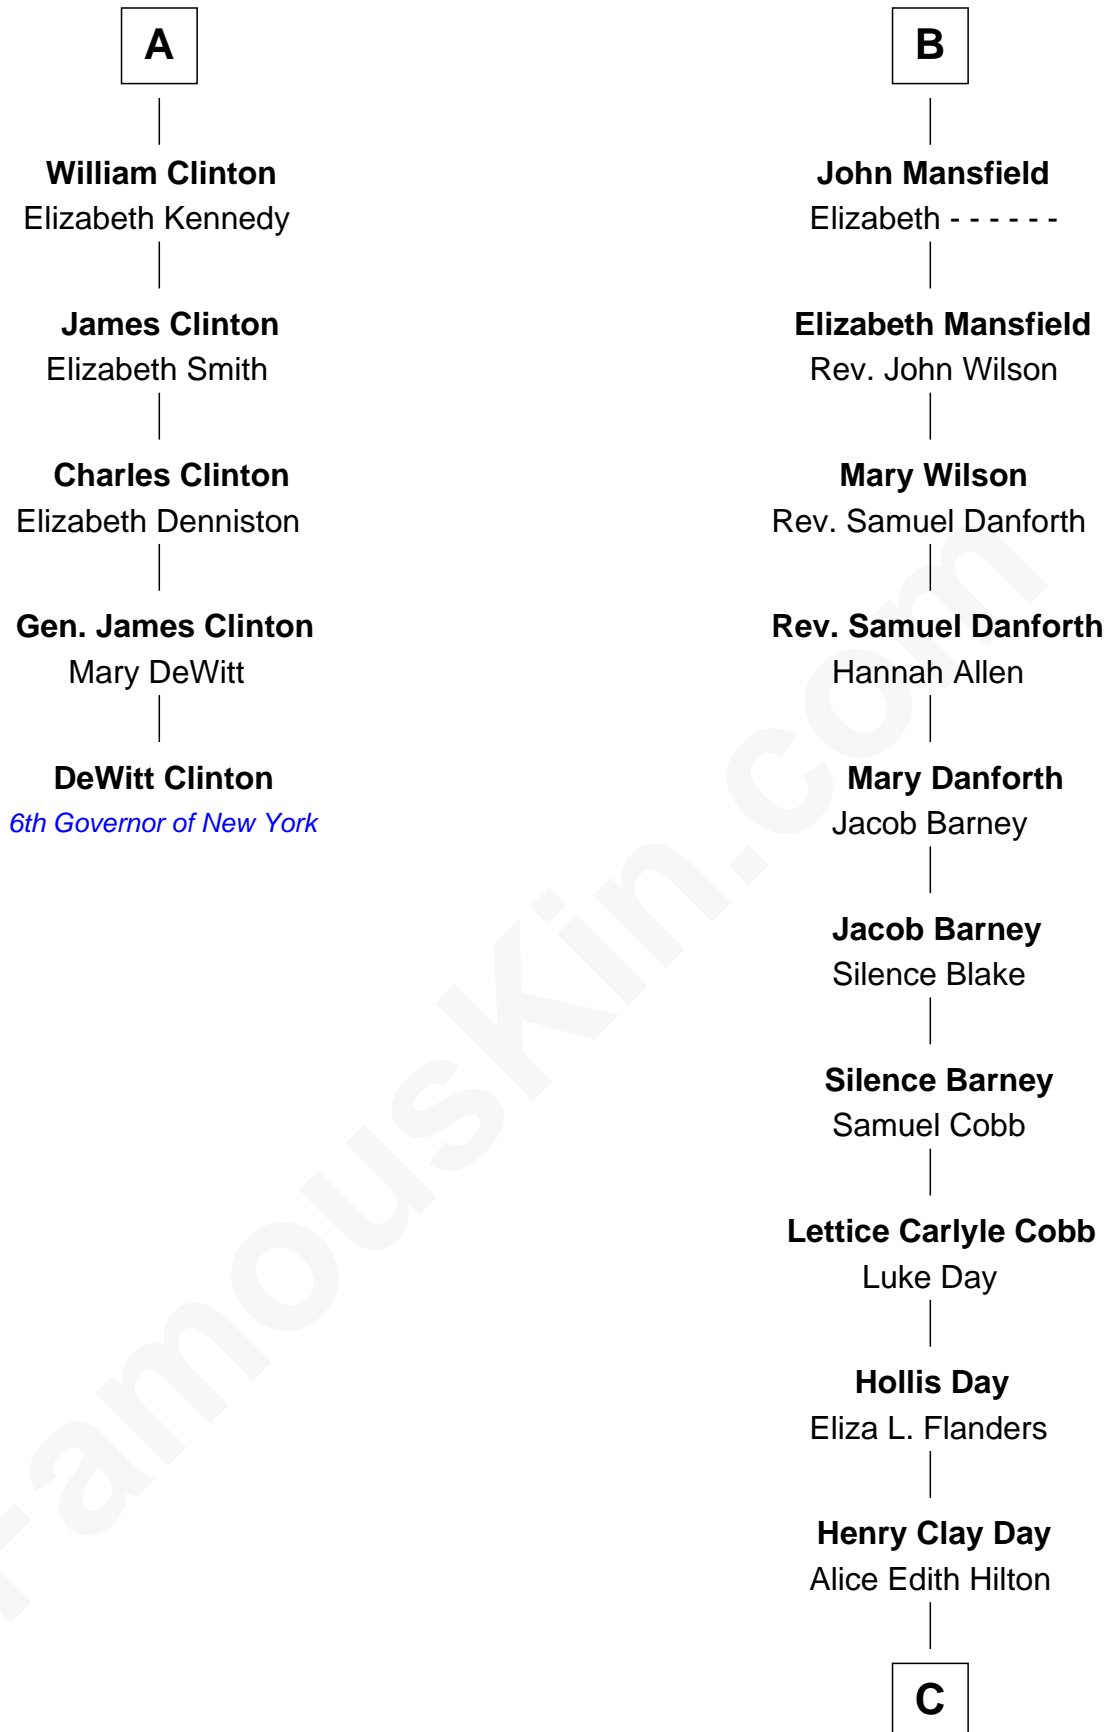 A
William Clinton
Elizabeth Kennedy
James Clinton
Elizabeth Smith
Charles Clinton
Elizabeth Denniston
Gen. James Clinton
Mary DeWitt
DeWitt Clinton
6th Governor of New York
B
John Mansfield
Elizabeth - - - - - -
Elizabeth Mansfield
Rev. John Wilson
Mary Wilson
Rev. Samuel Danforth
Rev. Samuel Danforth
Hannah Allen
Mary Danforth
Jacob Barney
Jacob Barney
Silence Blake
Silence Barney
Samuel Cobb
Lettice Carlyle Cobb
Luke Day
Hollis Day
Eliza L. Flanders
Henry Clay Day
Alice Edith Hilton
C
FamousKin.com